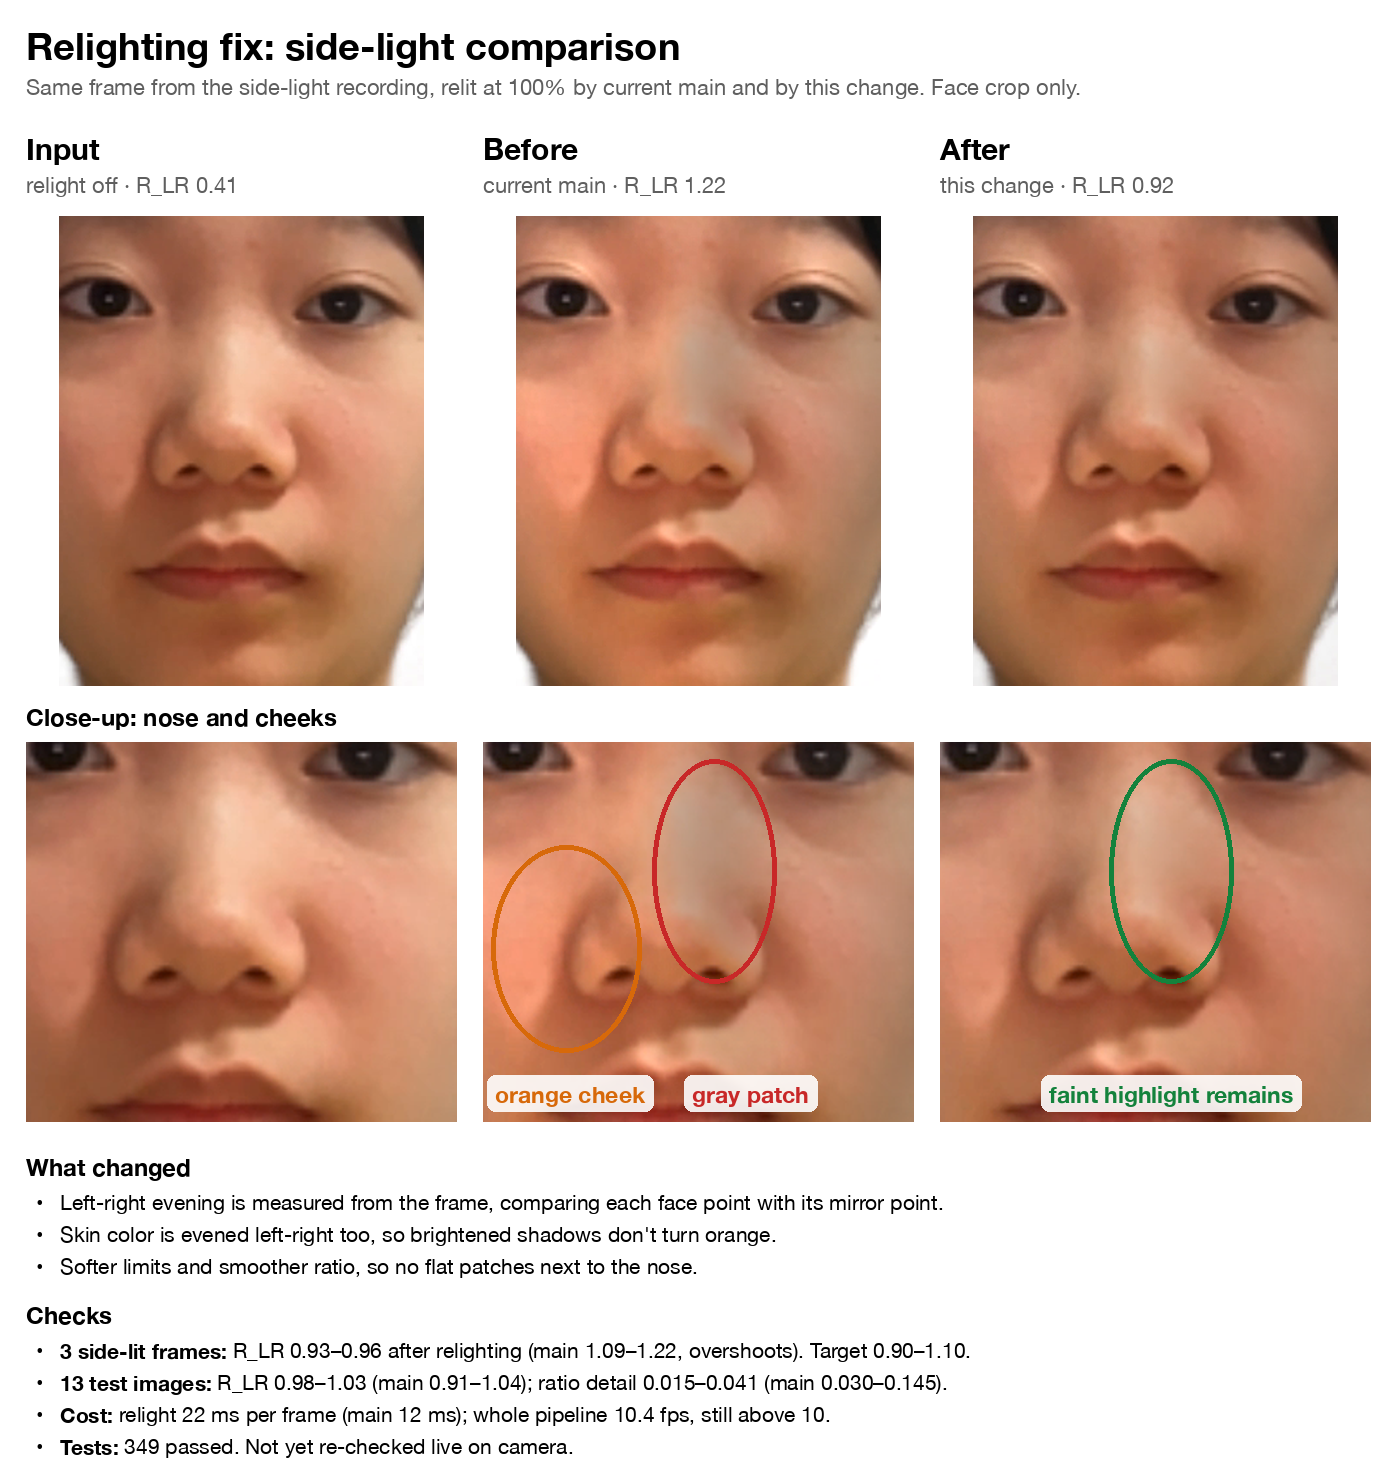 Relighting fix: side-light comparison
Same frame from the side-light recording, relit at 100% by current main and by this change. Face crop only.
Input
relight off · R_LR 0.41
Before
current main · R_LR 1.22
After
this change · R_LR 0.92
Close-up: nose and cheeks
orange cheek
gray patch
faint highlight remains
What changed
• Left-right evening is measured from the frame, comparing each face point with its mirror point.
• Skin color is evened left-right too, so brightened shadows don't turn orange.
• Softer limits and smoother ratio, so no flat patches next to the nose.
Checks
• 3 side-lit frames: R_LR 0.93–0.96 after relighting (main 1.09–1.22, overshoots). Target 0.90–1.10.
• 13 test images: R_LR 0.98–1.03 (main 0.91–1.04); ratio detail 0.015–0.041 (main 0.030–0.145).
• Cost: relight 22 ms per frame (main 12 ms); whole pipeline 10.4 fps, still above 10.
• Tests: 349 passed. Not yet re-checked live on camera.